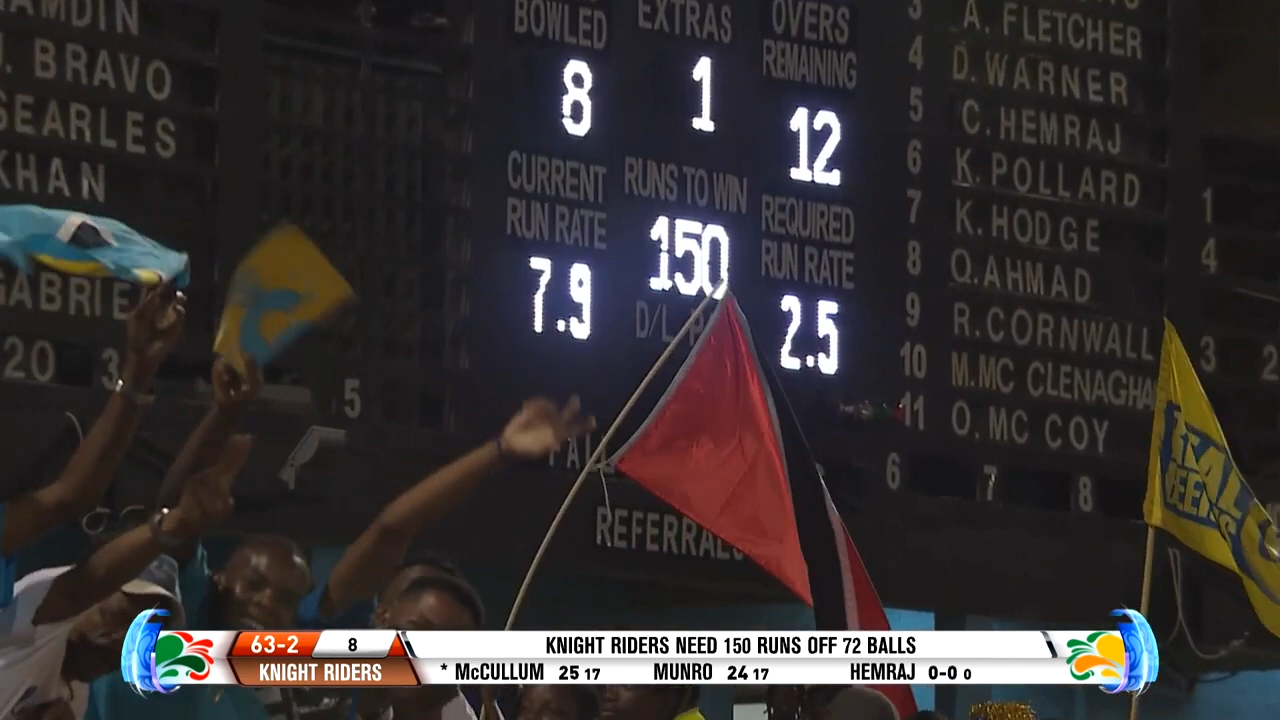 AMDIN
J. BRAVO
SEARLES
KHAN
GABRIE
20 3
5
BOWLED
8
EXTRAS
1
OVERS
REMAINING
12
CURRENT
RUN RATE
7.9
RUNS TO WIN
150
D/L
REQUIRED
RUN RATE
2.5
REFERRALS
3 A. FLETCHER
4 D. WARNER
5 C. HEMRAJ
6 K. POLLARD
7 K. HODGE
8 Q. AHMAD
9 R. CORNWALL
10 M. MC CLENAGHA
11 O. MC COY
1
4
3 2
6 7 8
63-2 8 KNIGHT RIDERS NEED 150 RUNS OFF 72 BALLS
KNIGHT RIDERS * McCULLUM 25 17 MUNRO 24 17 HEMRAJ 0-0 0